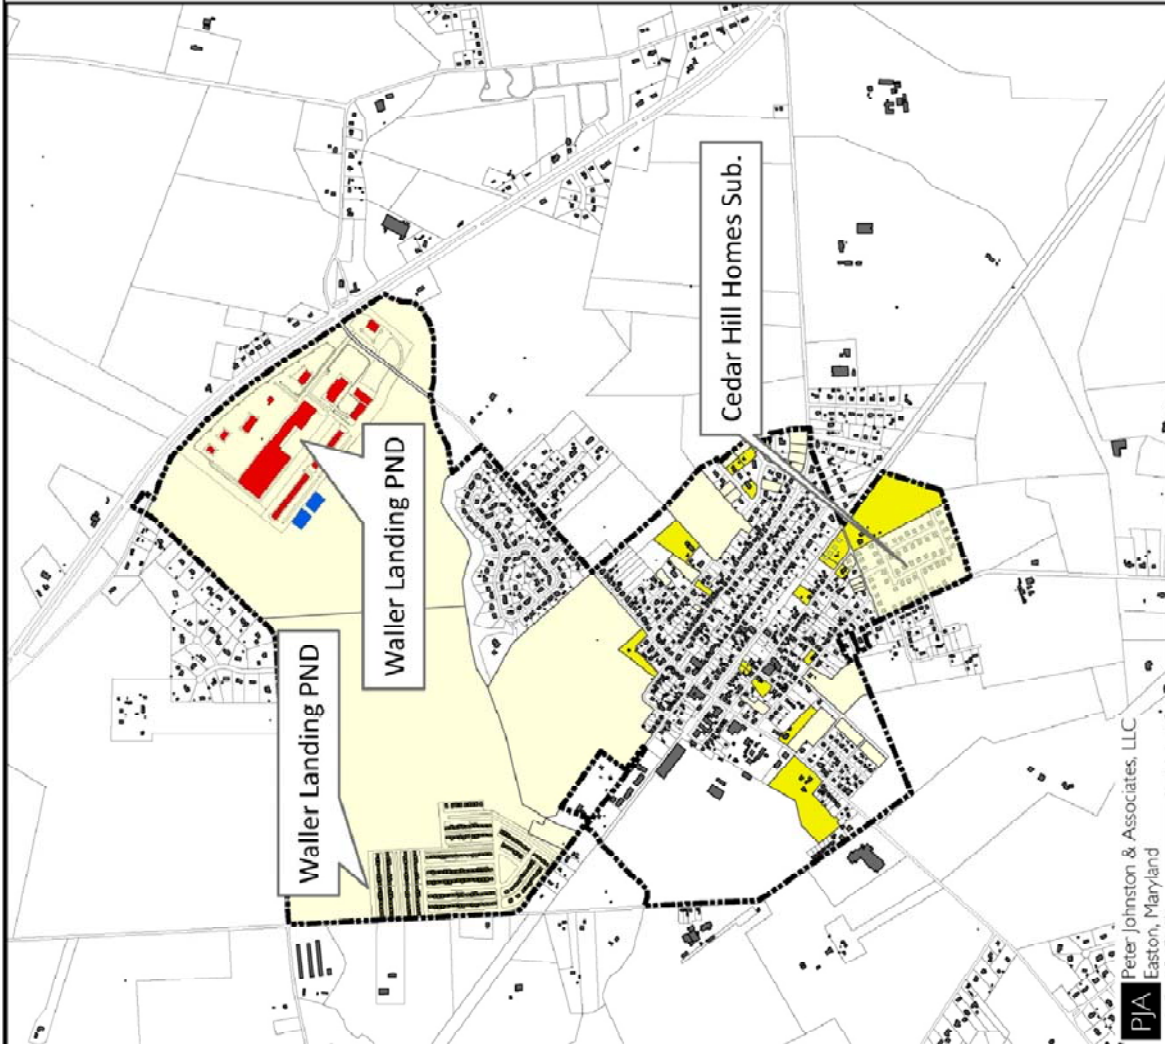 Waller Landing PND
Waller Landing PND
Cedar Hill Homes Sub.
PJA
Peter Johnston & Associates, LLC
Easton, Maryland